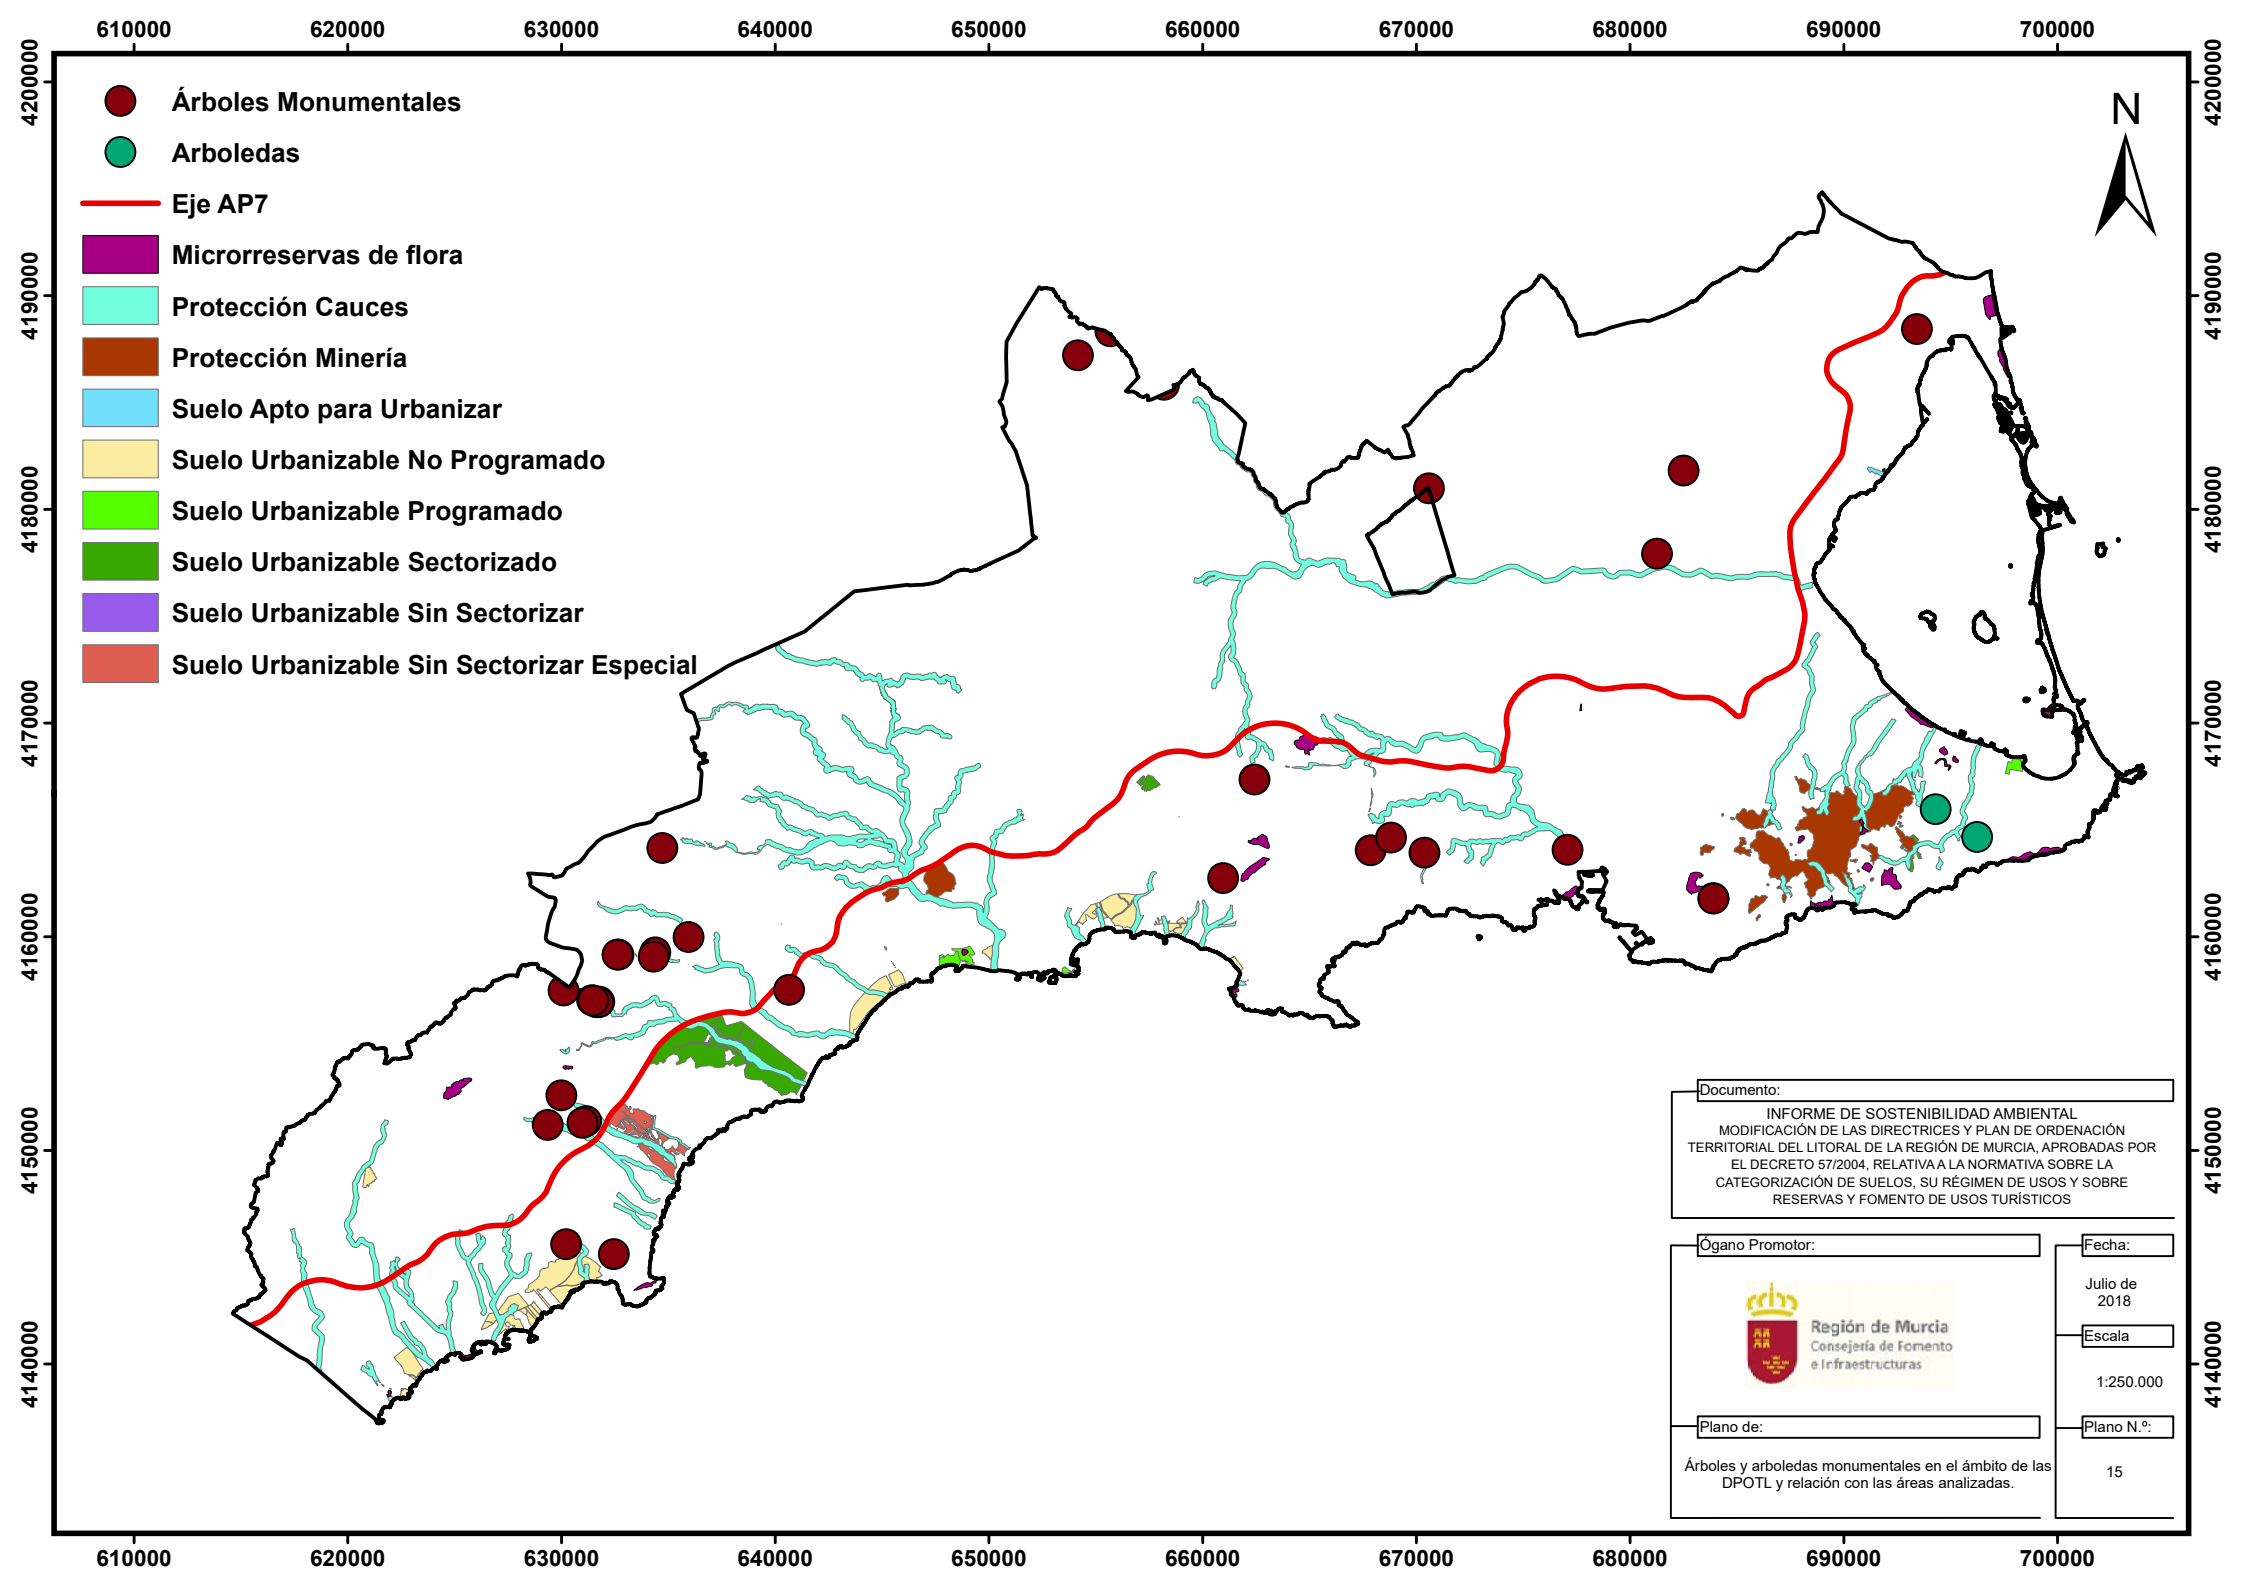 610000 620000 630000 640000 650000 660000 670000 680000 690000 700000
4200000
4190000
4180000
4170000
4160000
4150000
4140000
Árboles Monumentales
Arboledas
Eje AP7
Microrreservas de flora
Protección Cauces
Protección Minería
Suelo Apto para Urbanizar
Suelo Urbanizable No Programado
Suelo Urbanizable Programado
Suelo Urbanizable Sectorizado
Suelo Urbanizable Sin Sectorizar
Suelo Urbanizable Sin Sectorizar Especial
N
4200000
4190000
4180000
4170000
4160000
4150000
4140000
Documento:
INFORME DE SOSTENIBILIDAD AMBIENTAL
MODIFICACIÓN DE LAS DIRECTRICES Y PLAN DE ORDENACIÓN
TERRITORIAL DEL LITORAL DE LA REGIÓN DE MURCIA, APROBADAS POR
EL DECRETO 57/2004, RELATIVA A LA NORMATIVA SOBRE LA
CATEGORIZACIÓN DE SUELOS, SU RÉGIMEN DE USOS Y SOBRE
RESERVAS Y FOMENTO DE USOS TURÍSTICOS
Ógano Promotor:
Región de Murcia
Consejería de Fomento
e Infraestructuras
Fecha:
Julio de
2018
Escala
1:250.000
Plano de:
Árboles y arboledas monumentales en el ámbito de las
DPOTL y relación con las áreas analizadas.
Plano N.º:
15
610000 620000 630000 640000 650000 660000 670000 680000 690000 700000